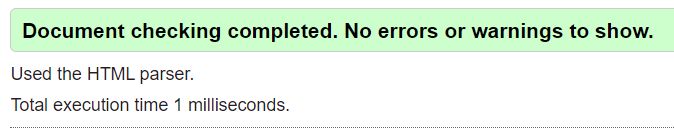 Document checking completed. No errors or warnings to show.
Used the HTML parser.
Total execution time 1 milliseconds.